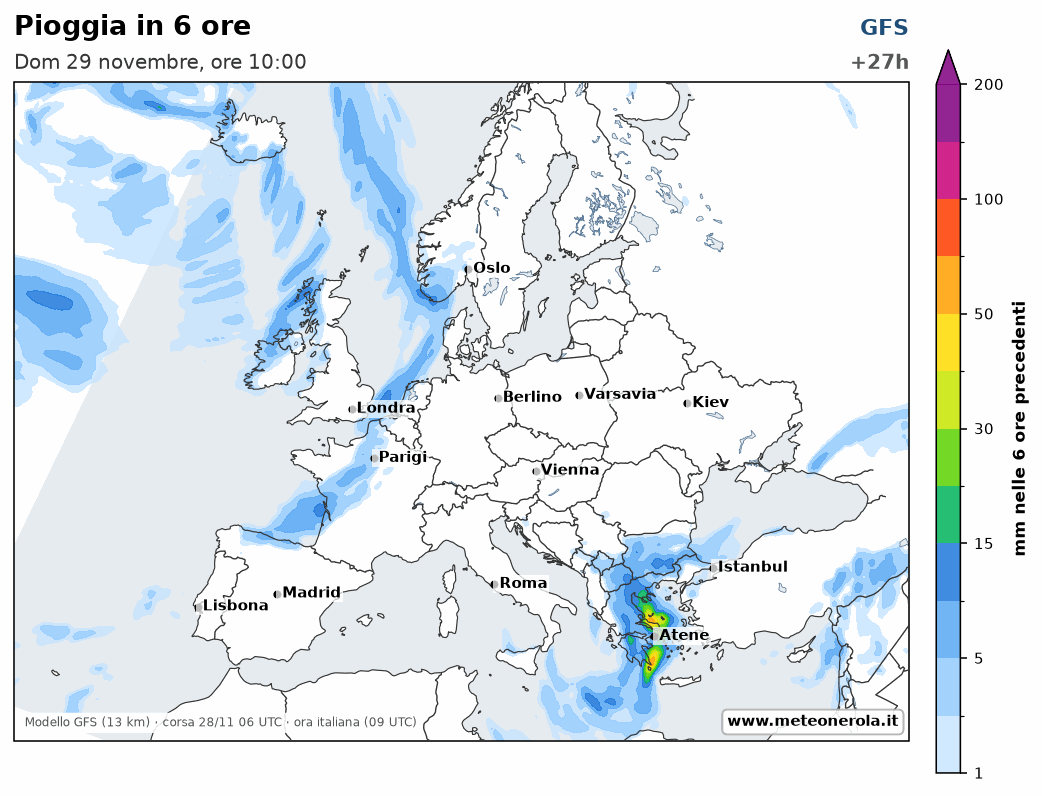 Pioggia in 6 ore
GFS
Dom 29 novembre, ore 10:00
+27h
200
100
50
30
15
5
1
mm nelle 6 ore precedenti
Oslo
Berlino
Varsavia
Kiev
Londra
Parigi
Vienna
Istanbul
Roma
Madrid
Lisbona
Atene
Modello GFS (13 km) · corsa 28/11 06 UTC · ora italiana (09 UTC)
www.meteonerola.it